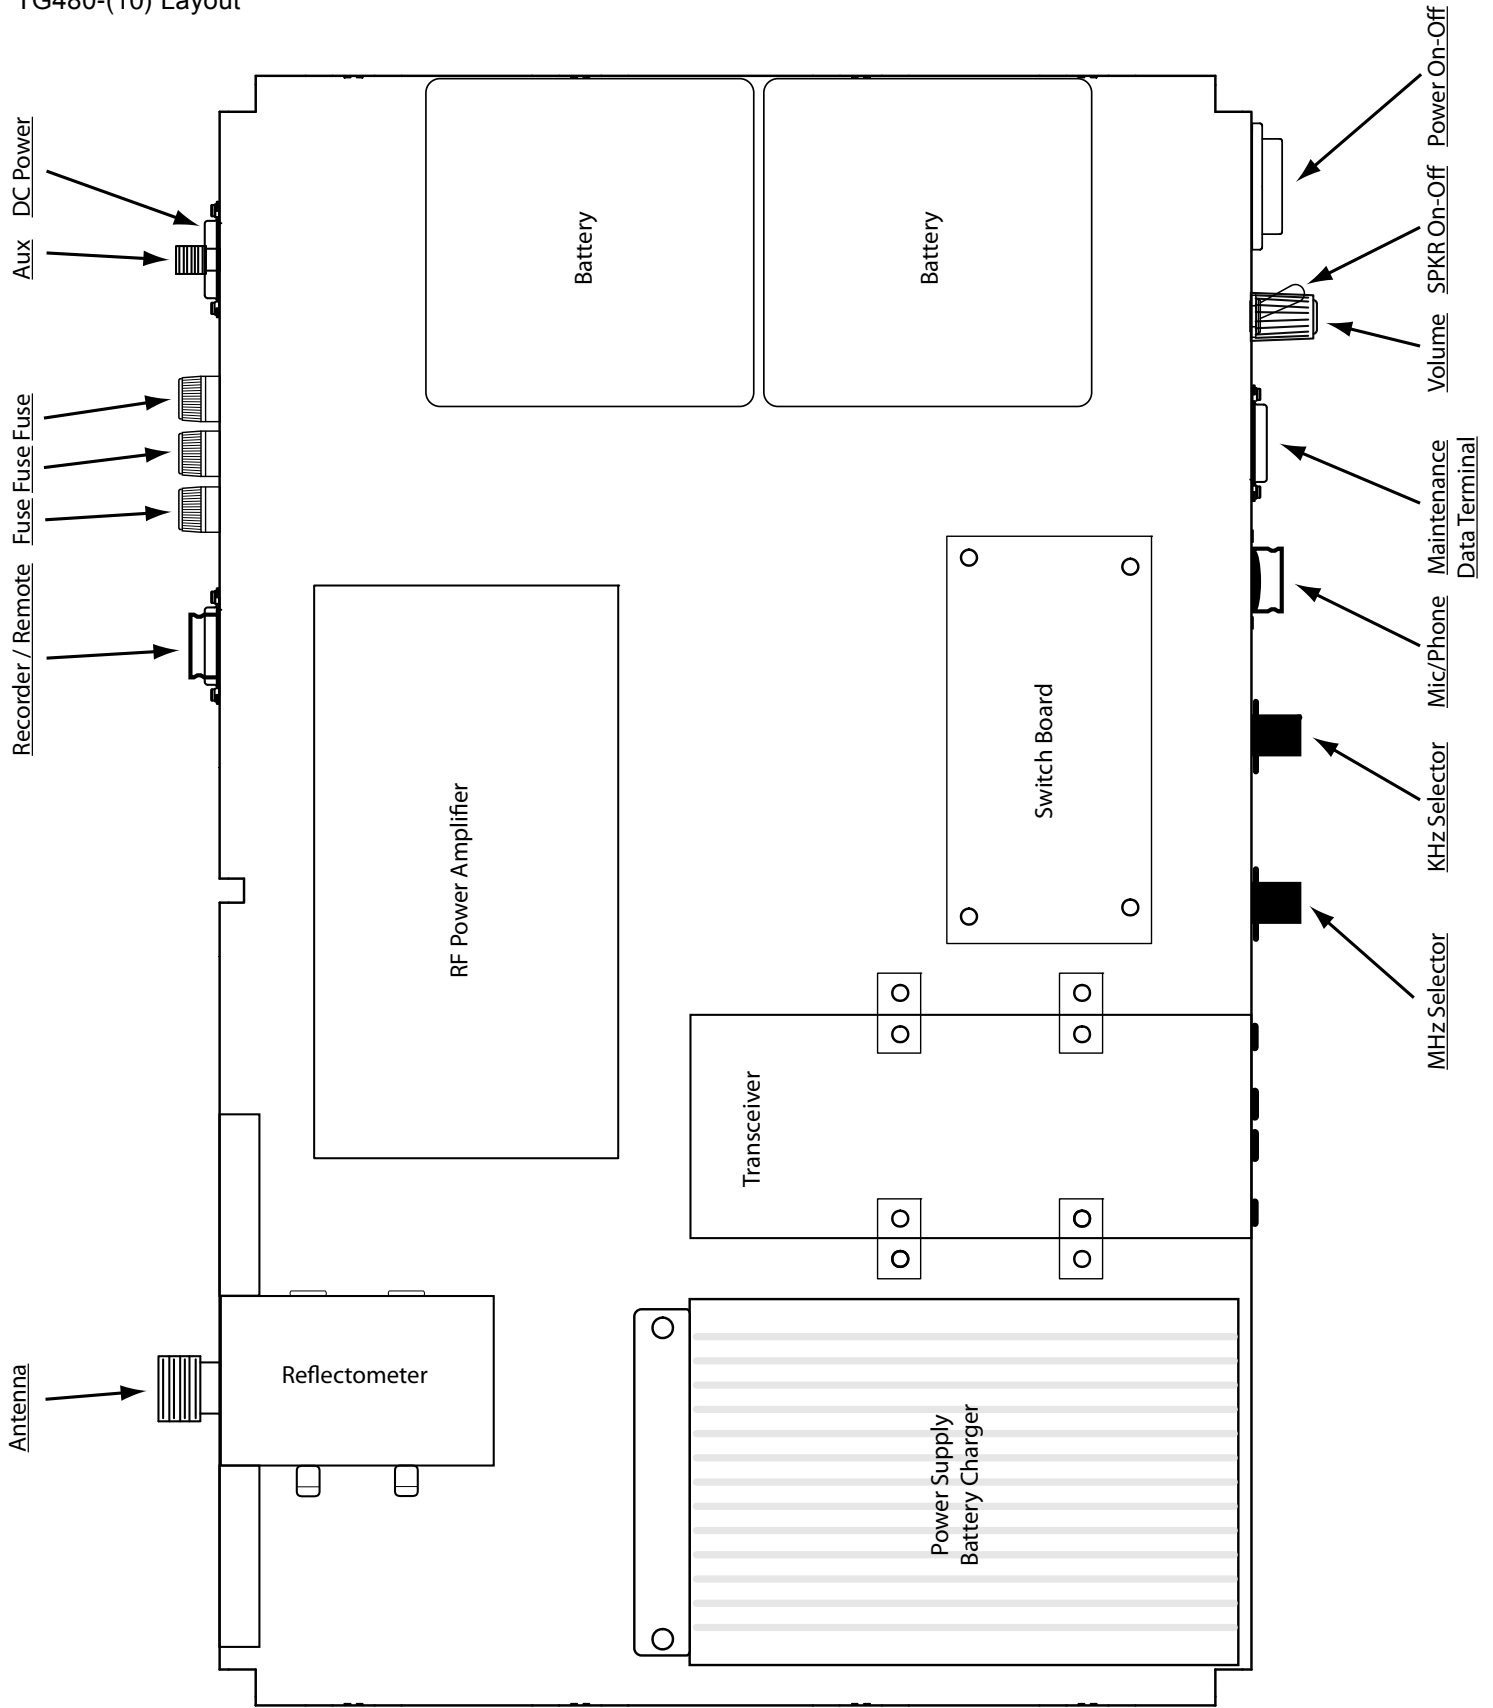 TG480-(10) Layout
DC Power
Aux
Fuse
Fuse
Fuse
Recorder / Remote
Antenna
Battery
Battery
RF Power Amplifier
Switch Board
Transceiver
Reflectometer
Power Supply
Battery Charger
Power On-Off
SPKR On-Off
Volume
Maintenance
Data Terminal
Mic/Phone
KHz Selector
MHz Selector